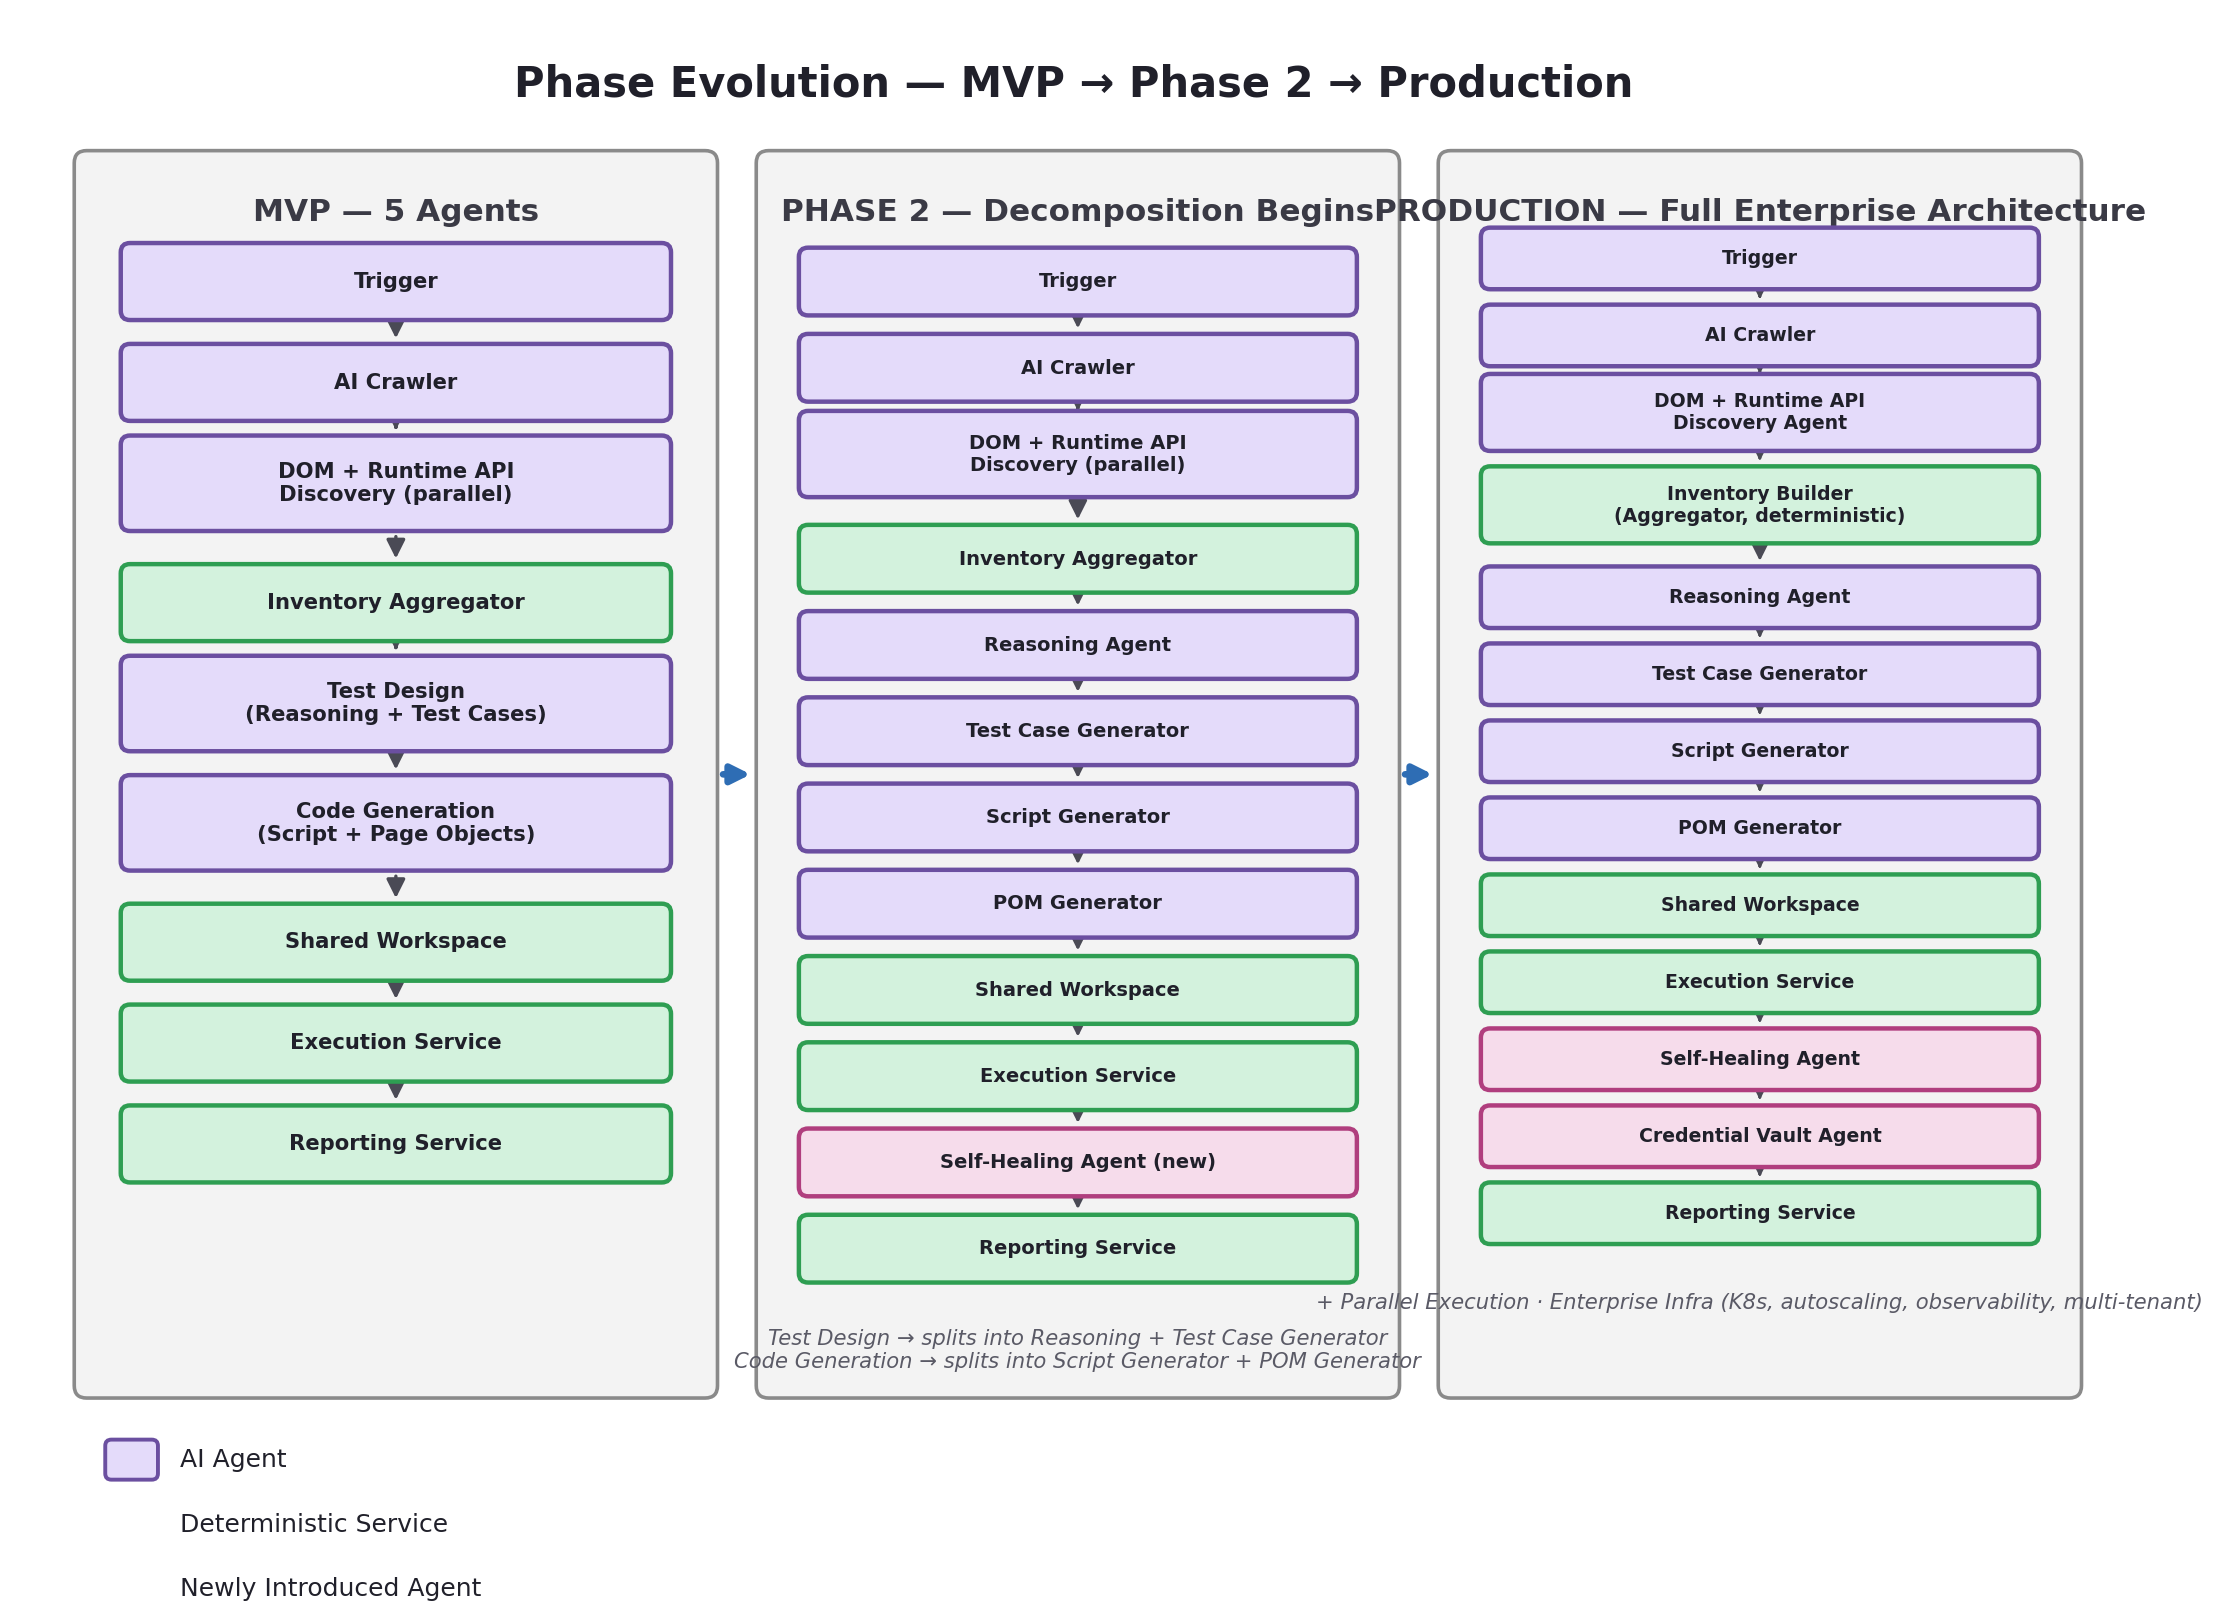 Phase Evolution — MVP → Phase 2 → Production
MVP — 5 Agents
Trigger
AI Crawler
DOM + Runtime API
Discovery (parallel)
Inventory Aggregator
Test Design
(Reasoning + Test Cases)
Code Generation
(Script + Page Objects)
Shared Workspace
Execution Service
Reporting Service
PHASE 2 — Decomposition Begins
Trigger
AI Crawler
DOM + Runtime API
Discovery (parallel)
Inventory Aggregator
Reasoning Agent
Test Case Generator
Script Generator
POM Generator
Shared Workspace
Execution Service
Self-Healing Agent (new)
Reporting Service
Test Design → splits into Reasoning + Test Case Generator
Code Generation → splits into Script Generator + POM Generator
PRODUCTION — Full Enterprise Architecture
Trigger
AI Crawler
DOM + Runtime API
Discovery Agent
Inventory Builder
(Aggregator, deterministic)
Reasoning Agent
Test Case Generator
Script Generator
POM Generator
Shared Workspace
Execution Service
Self-Healing Agent
Credential Vault Agent
Reporting Service
+ Parallel Execution · Enterprise Infra (K8s, autoscaling, observability, multi-tenant)
AI Agent
Deterministic Service
Newly Introduced Agent